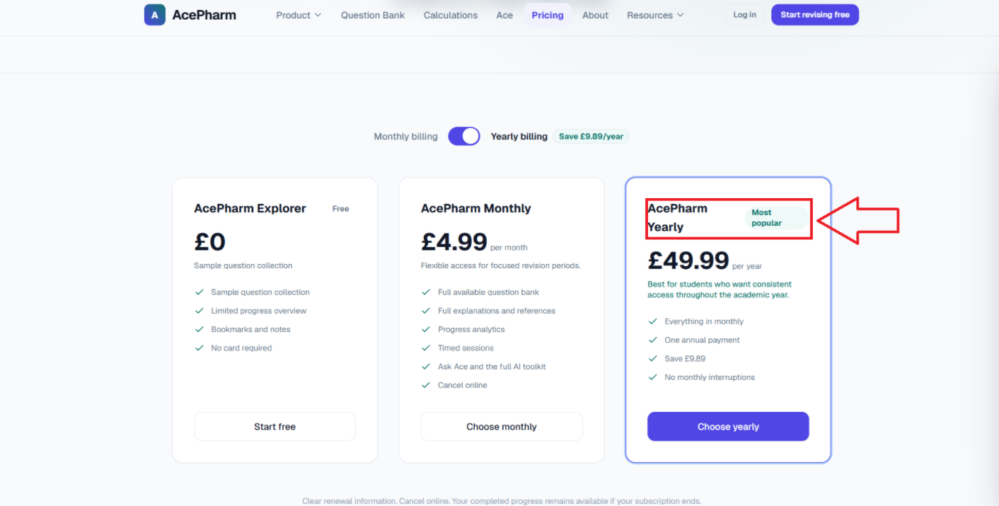 A AcePharm Product Question Bank Calculations Ace Pricing About Resources Log in Start revising free
Monthly billing Yearly billing Save £9.89/year
AcePharm Explorer Free
£0
Sample question collection
Sample question collection
Limited progress overview
Bookmarks and notes
No card required
Start free
AcePharm Monthly
£4.99 per month
Flexible access for focused revision periods.
Full available question bank
Full explanations and references
Progress analytics
Timed sessions
Ask Ace and the full AI toolkit
Cancel online
Choose monthly
AcePharm
Yearly
Most
popular
£49.99 per year
Best for students who want consistent
access throughout the academic year.
Everything in monthly
One annual payment
Save £9.89
No monthly interruptions
Choose yearly
Clear renewal information. Cancel online. Your completed progress remains available if your subscription ends.